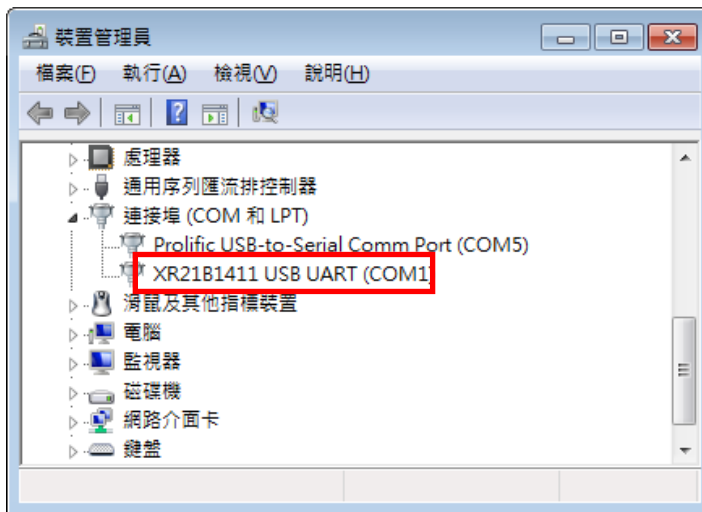 裝置管理員
檔案(F) 執行(A) 檢視(V) 說明(H)
處理器
通用序列匯流排控制器
連接埠 (COM 和 LPT)
Prolific USB-to-Serial Comm Port (COM5)
XR21B1411 USB UART (COM1)
滑鼠及其他指標裝置
電腦
監視器
磁碟機
網路介面卡
鍵盤